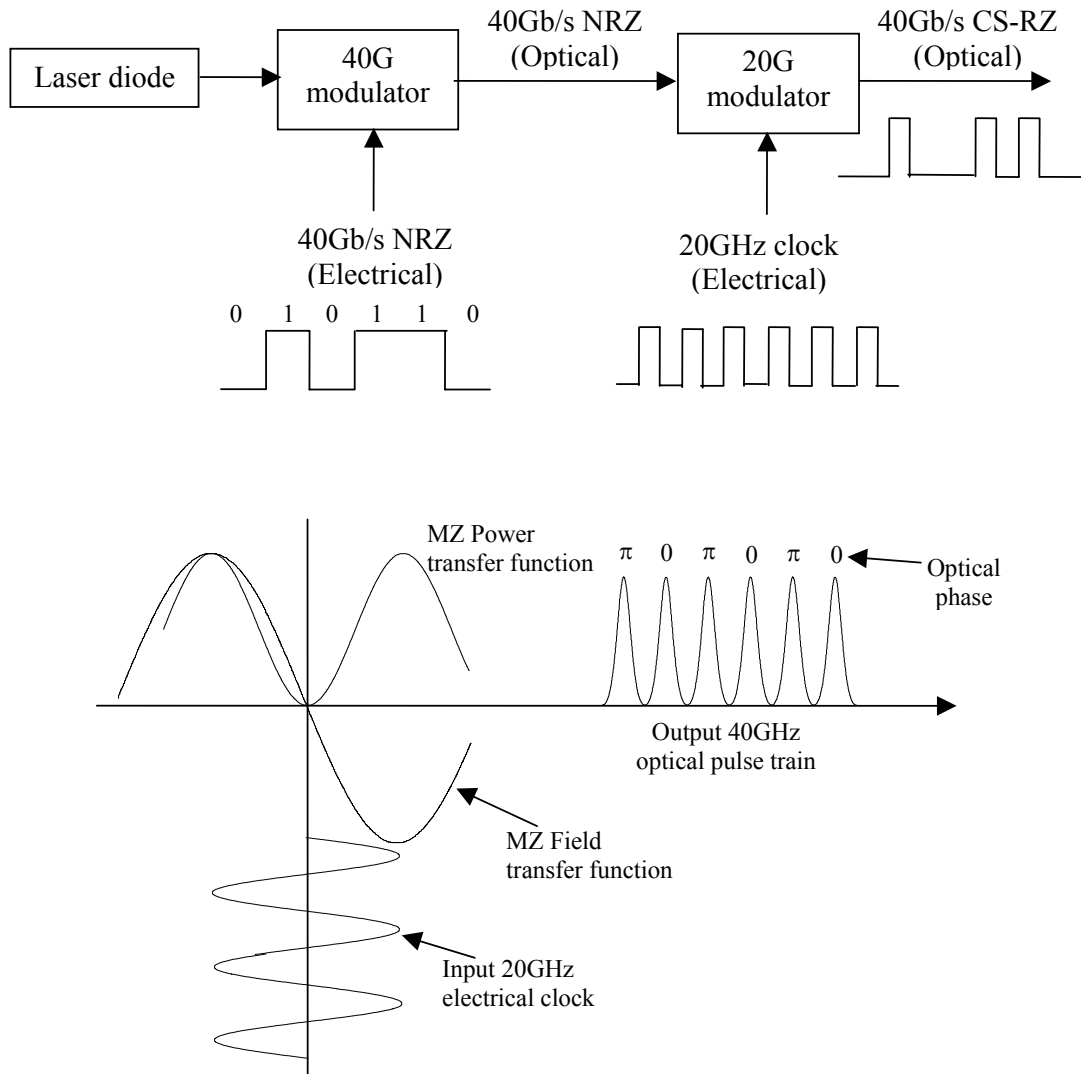 40Gb/s NRZ
(Optical)
40Gb/s CS-RZ
(Optical)
Laser diode
40G
modulator
20G
modulator
40Gb/s NRZ
(Electrical)
20GHz clock
(Electrical)
0 1 0 1 1 0
MZ Power
transfer function
π 0 π 0 π 0
Optical
phase
Output 40GHz
optical pulse train
MZ Field
transfer function
Input 20GHz
electrical clock